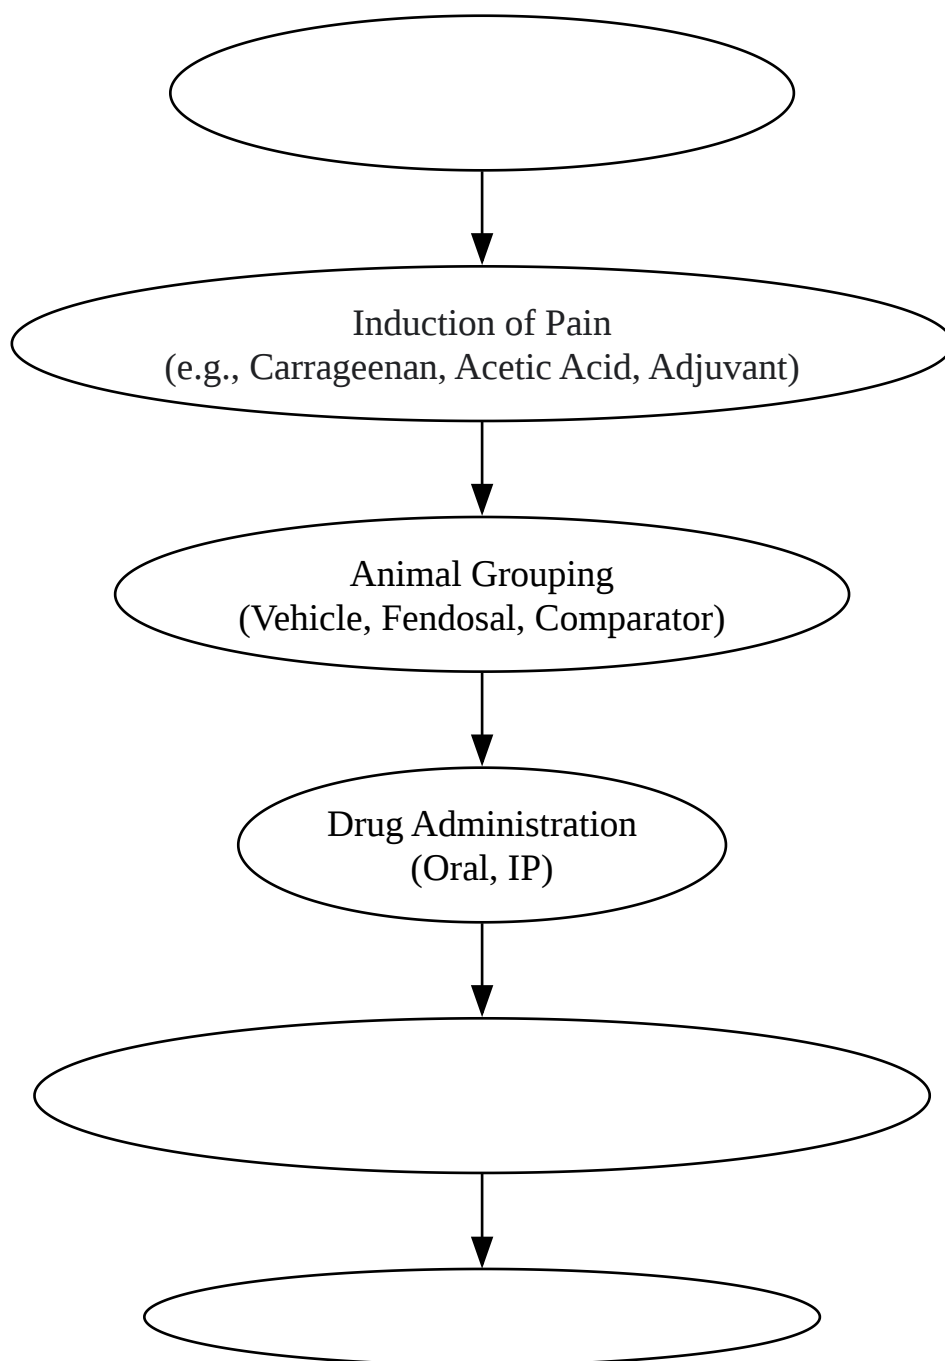 Induction of Pain
(e.g., Carrageenan, Acetic Acid, Adjuvant)
Animal Grouping
(Vehicle, Fendosal, Comparator)
Drug Administration
(Oral, IP)